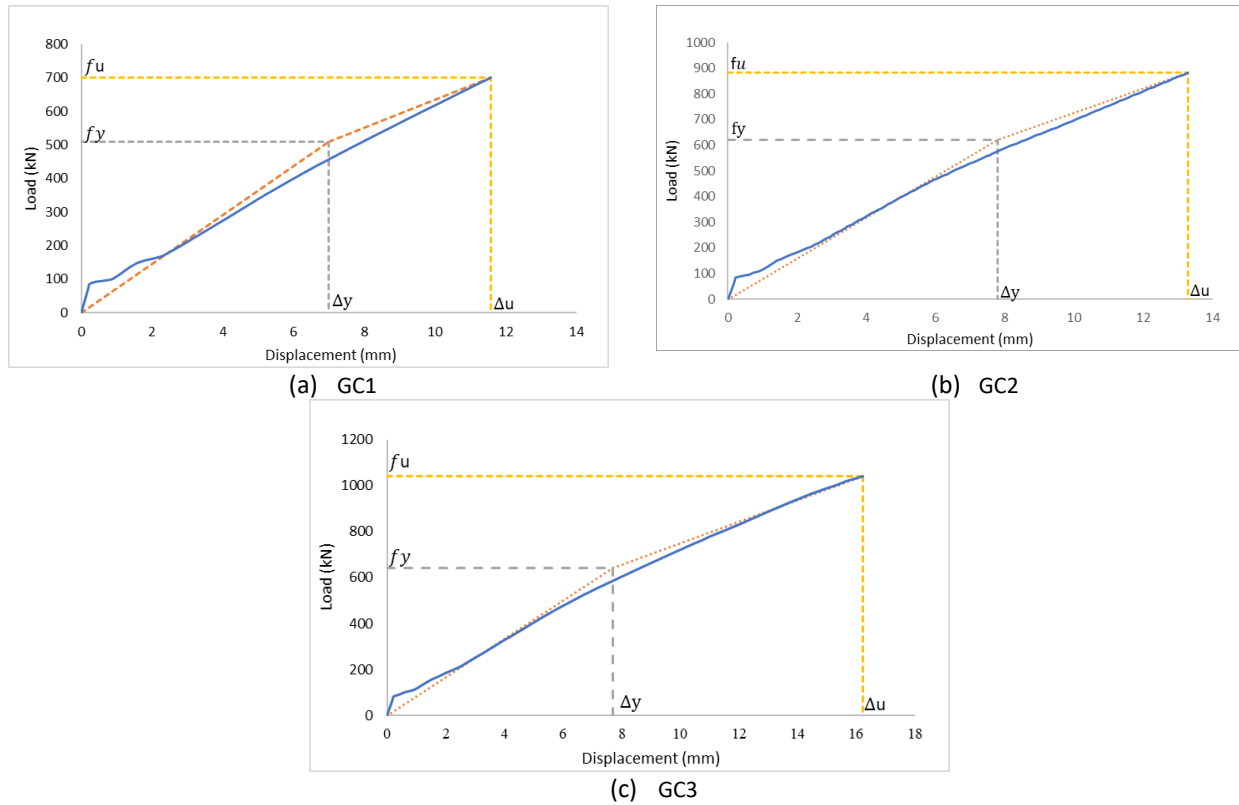 800
700
600
500
400
300
200
100
0
Load (kN)
fu
fy
Δy
Δu
0 2 4 6 8 10 12 14
Displacement (mm)
(a) GC1
1000
900
800
700
600
500
400
300
200
100
0
Load (kN)
fu
fy
Δy
Δu
0 2 4 6 8 10 12 14
Displacement (mm)
(b) GC2
1200
1000
800
600
400
200
0
Load (kN)
fu
fy
Δy
Δu
0 2 4 6 8 10 12 14 16 18
Displacement (mm)
(c) GC3